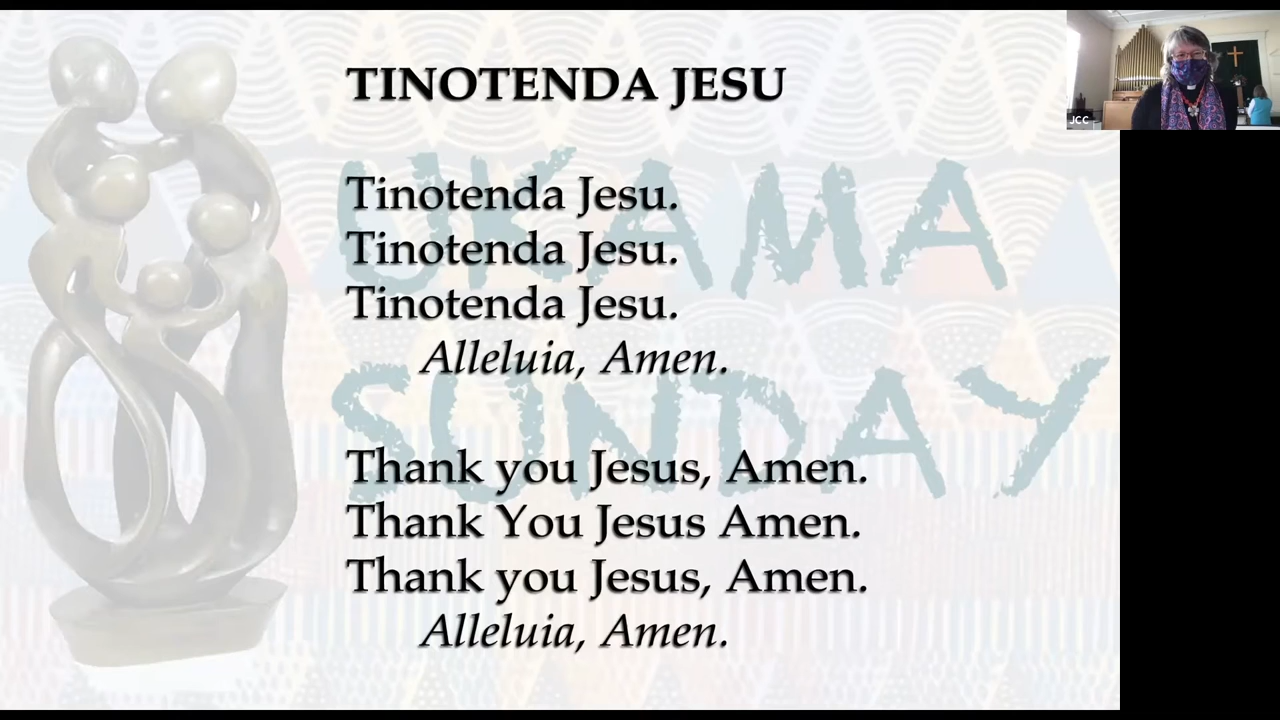 TINOTENDA JESU
Tinotenda Jesu.
Tinotenda Jesu.
Tinotenda Jesu.
Alleluia, Amen.
Thank you Jesus, Amen.
Thank You Jesus Amen.
Thank you Jesus, Amen.
Alleluia, Amen.
UKAMA
SUNDAY
JCC